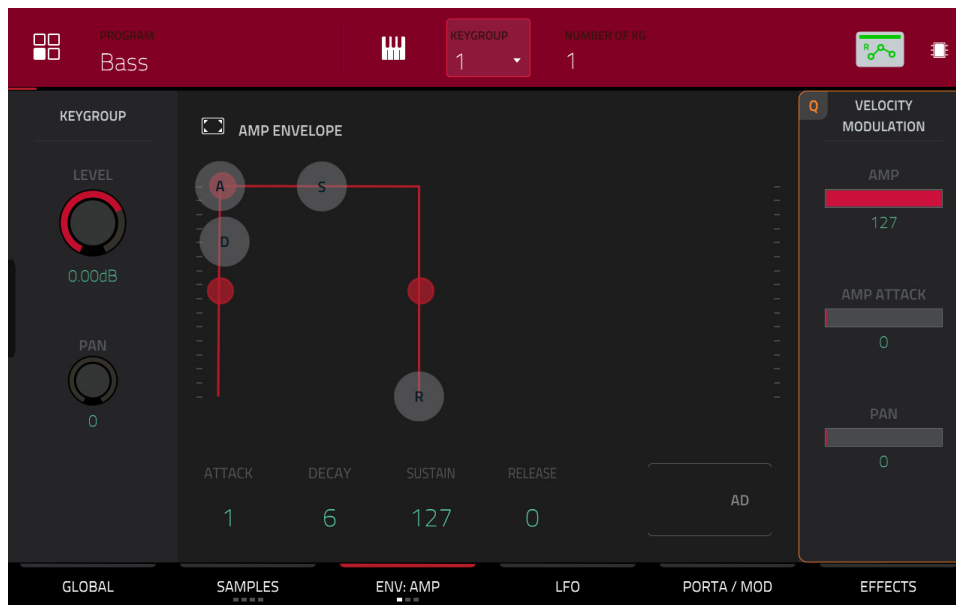 PROGRAM
Bass
KEYGROUP
1
NUMBER OF KG
1
R
KEYGROUP
LEVEL
0.00dB
PAN
0
AMP ENVELOPE
A
S
D
R
ATTACK
DECAY
SUSTAIN
RELEASE
1
6
127
0
AD
Q
VELOCITY
MODULATION
AMP
127
AMP ATTACK
0
PAN
0
GLOBAL
SAMPLES
ENV: AMP
LFO
PORTA / MOD
EFFECTS